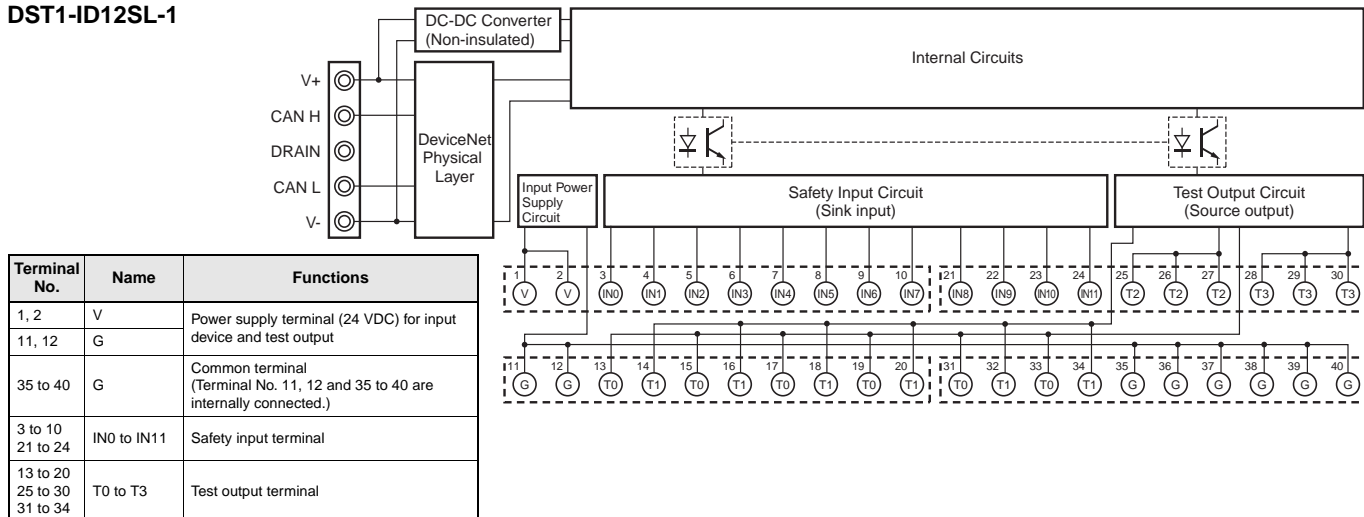 DST1-ID12SL-1
DC-DC Converter
(Non-insulated)
Internal Circuits
V+
CAN H
DRAIN
CAN L
V-
DeviceNet
Physical
Layer
Input Power
Supply
Circuit
Safety Input Circuit
(Sink input)
Test Output Circuit
(Source output)
1 2 3 4 5 6 7 8 9 10 21 22 23 24 25 26 27 28 29 30
V V IN0 IN1 IN2 IN3 IN4 IN5 IN6 IN7 IN8 IN9 IN10 IN11 T2 T2 T2 T3 T3 T3
11 12 13 14 15 16 17 18 19 20 31 32 33 34 35 36 37 38 39 40
G G T0 T1 T0 T1 T0 T1 T0 T1 T0 T1 T0 T1 G G G G G G
Terminal
No.
Name
Functions
1, 2
V
Power supply terminal (24 VDC) for input
device and test output
11, 12
G
35 to 40
G
Common terminal
(Terminal No. 11, 12 and 35 to 40 are
internally connected.)
3 to 10
21 to 24
IN0 to IN11
Safety input terminal
13 to 20
25 to 30
31 to 34
T0 to T3
Test output terminal